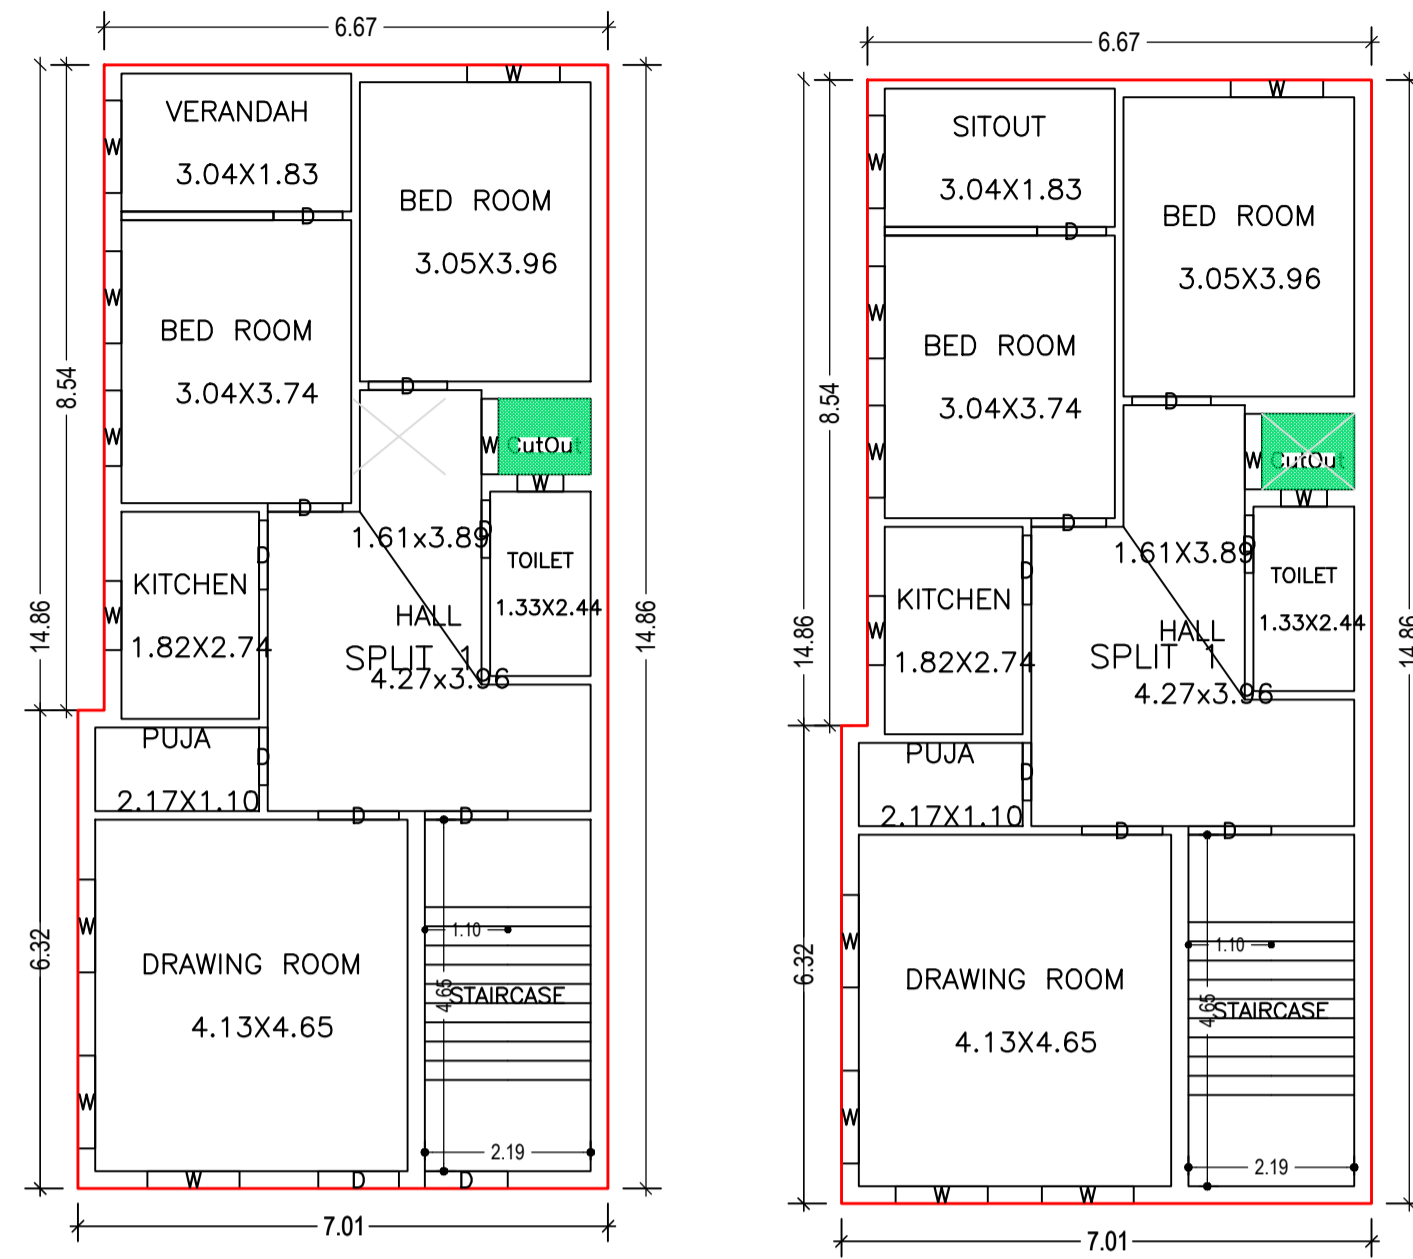 6.67
W
VERANDAH
3.04X1.83
W
D
BED ROOM
3.05X3.96
W
BED ROOM
3.04X3.74
W
D
W
CutOut
W
D
D
D
1.61x3.89
TOILET
1.33X2.44
KITCHEN
1.82X2.74
W
HALL
SPLIT 1
4.27x3.96
PUJA
2.17X1.10
D
D
D
DRAWING ROOM
4.13X4.65
W
W
1.10
4.65
STAIRCASE
2.19
W
D
D
8.54
14.86
6.32
14.86
7.01
6.67
W
SITOUT
3.04X1.83
W
D
BED ROOM
3.05X3.96
W
BED ROOM
3.04X3.74
W
D
W
CutOut
W
D
D
D
1.61X3.89
TOILET
1.33X2.44
KITCHEN
1.82X2.74
W
HALL
SPLIT 1
4.27x3.96
PUJA
2.17X1.10
D
D
D
DRAWING ROOM
4.13X4.65
W
W
1.10
4.65
STAIRCASE
2.19
W
W
8.54
14.86
6.32
14.86
7.01